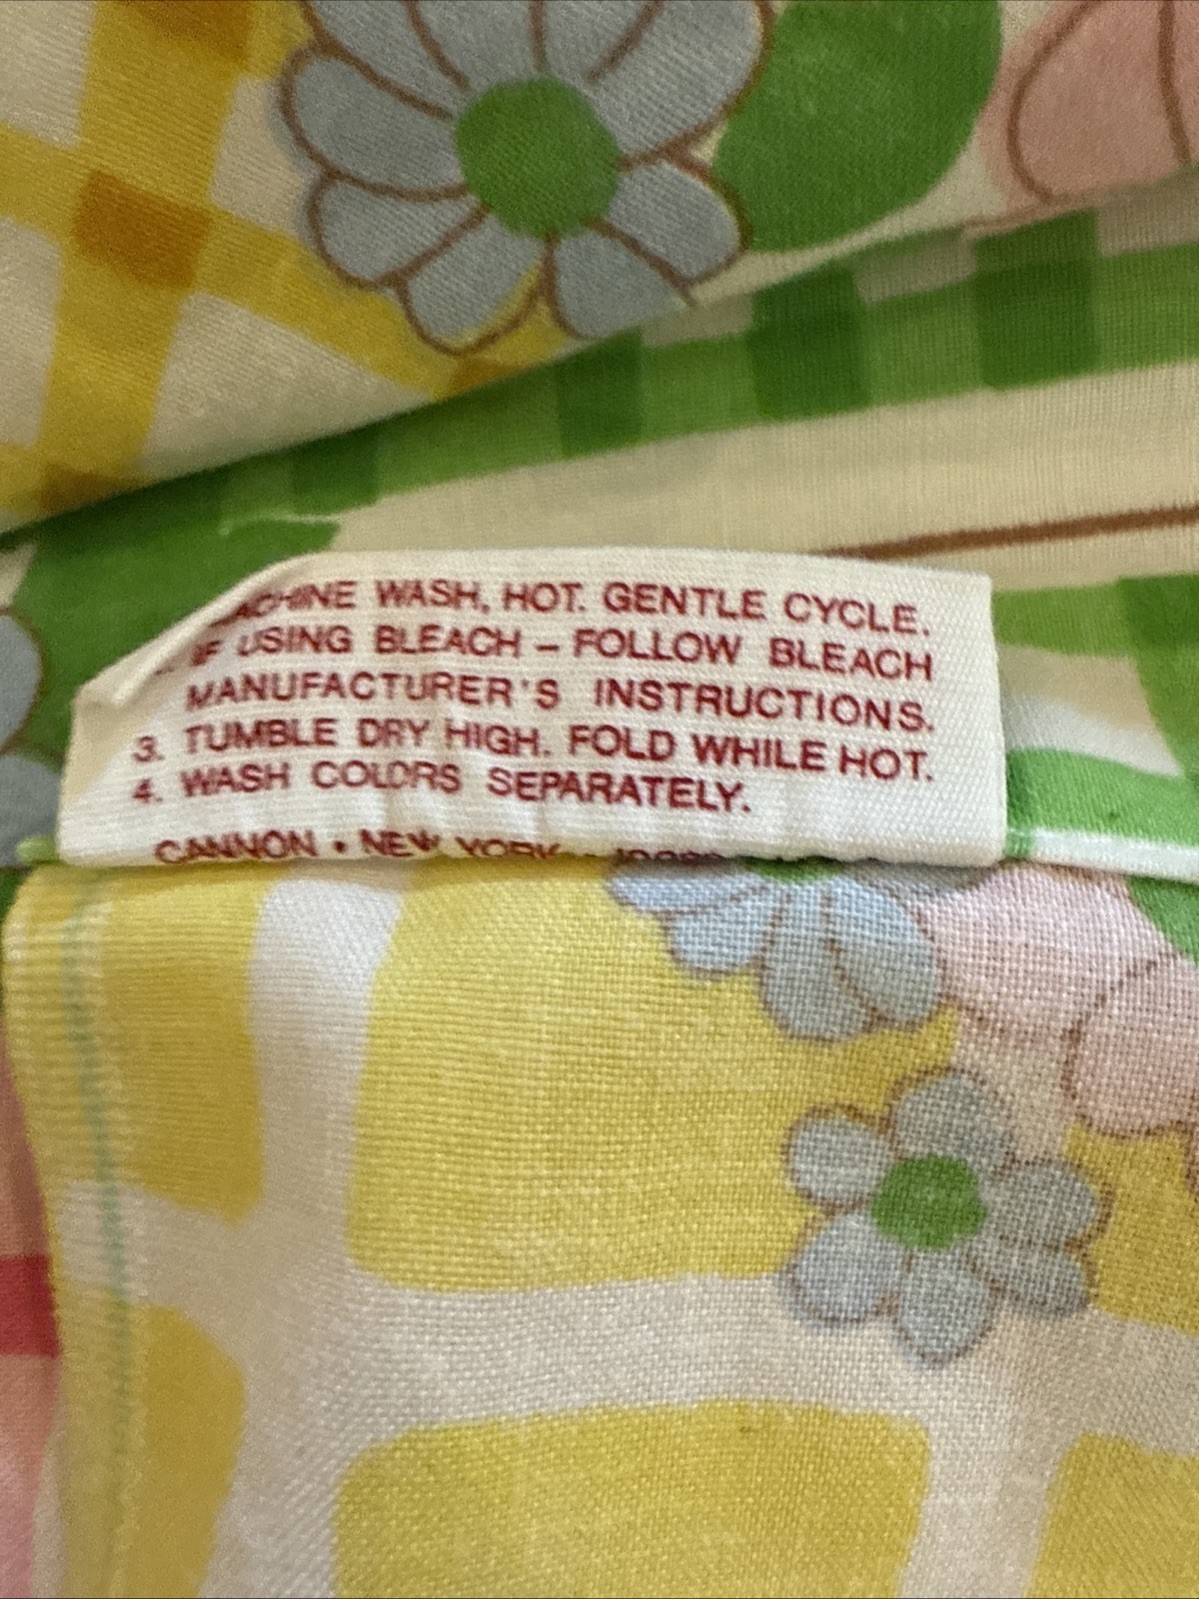 MACHINE WASH, HOT. GENTLE CYCLE.
IF USING BLEACH – FOLLOW BLEACH
MANUFACTURER'S INSTRUCTIONS.
3. TUMBLE DRY HIGH. FOLD WHILE HOT.
4. WASH COLORS SEPARATELY.
CANNON • NEW YORK